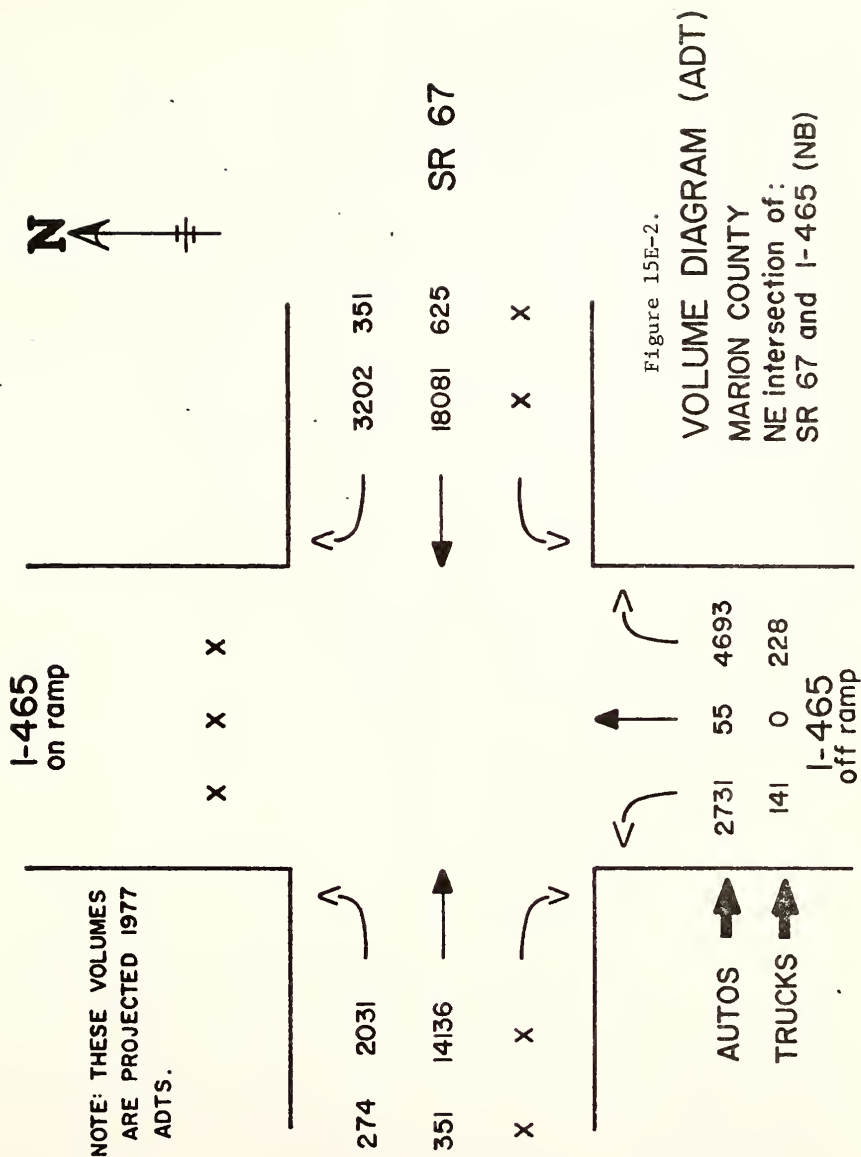 I-465
on ramp
N
NOTE: THESE VOLUMES
ARE PROJECTED 1977
ADTS.
X X X
274 2031
351 14136
X X
3202 351
18081 625
X X
SR 67
2731 55 4693
141 0 228
AUTOS
TRUCKS
I-465
off ramp
Figure 15E-2.
VOLUME DIAGRAM (ADT)
MARION COUNTY
NE intersection of:
SR 67 and I-465 (NB)